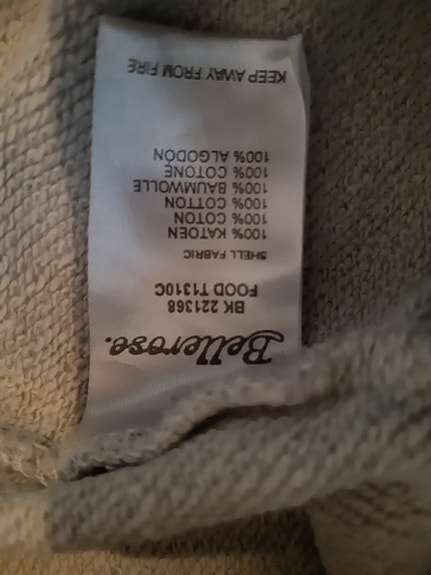 Bellerose.
BK 221368
FOOD T1310C
SHELL FABRIC
100% KATOEN
100% COTON
100% COTTON
100% BAUMWOLLE
100% COTONE
100% ALGODÓN
KEEP AWAY FROM FIRE